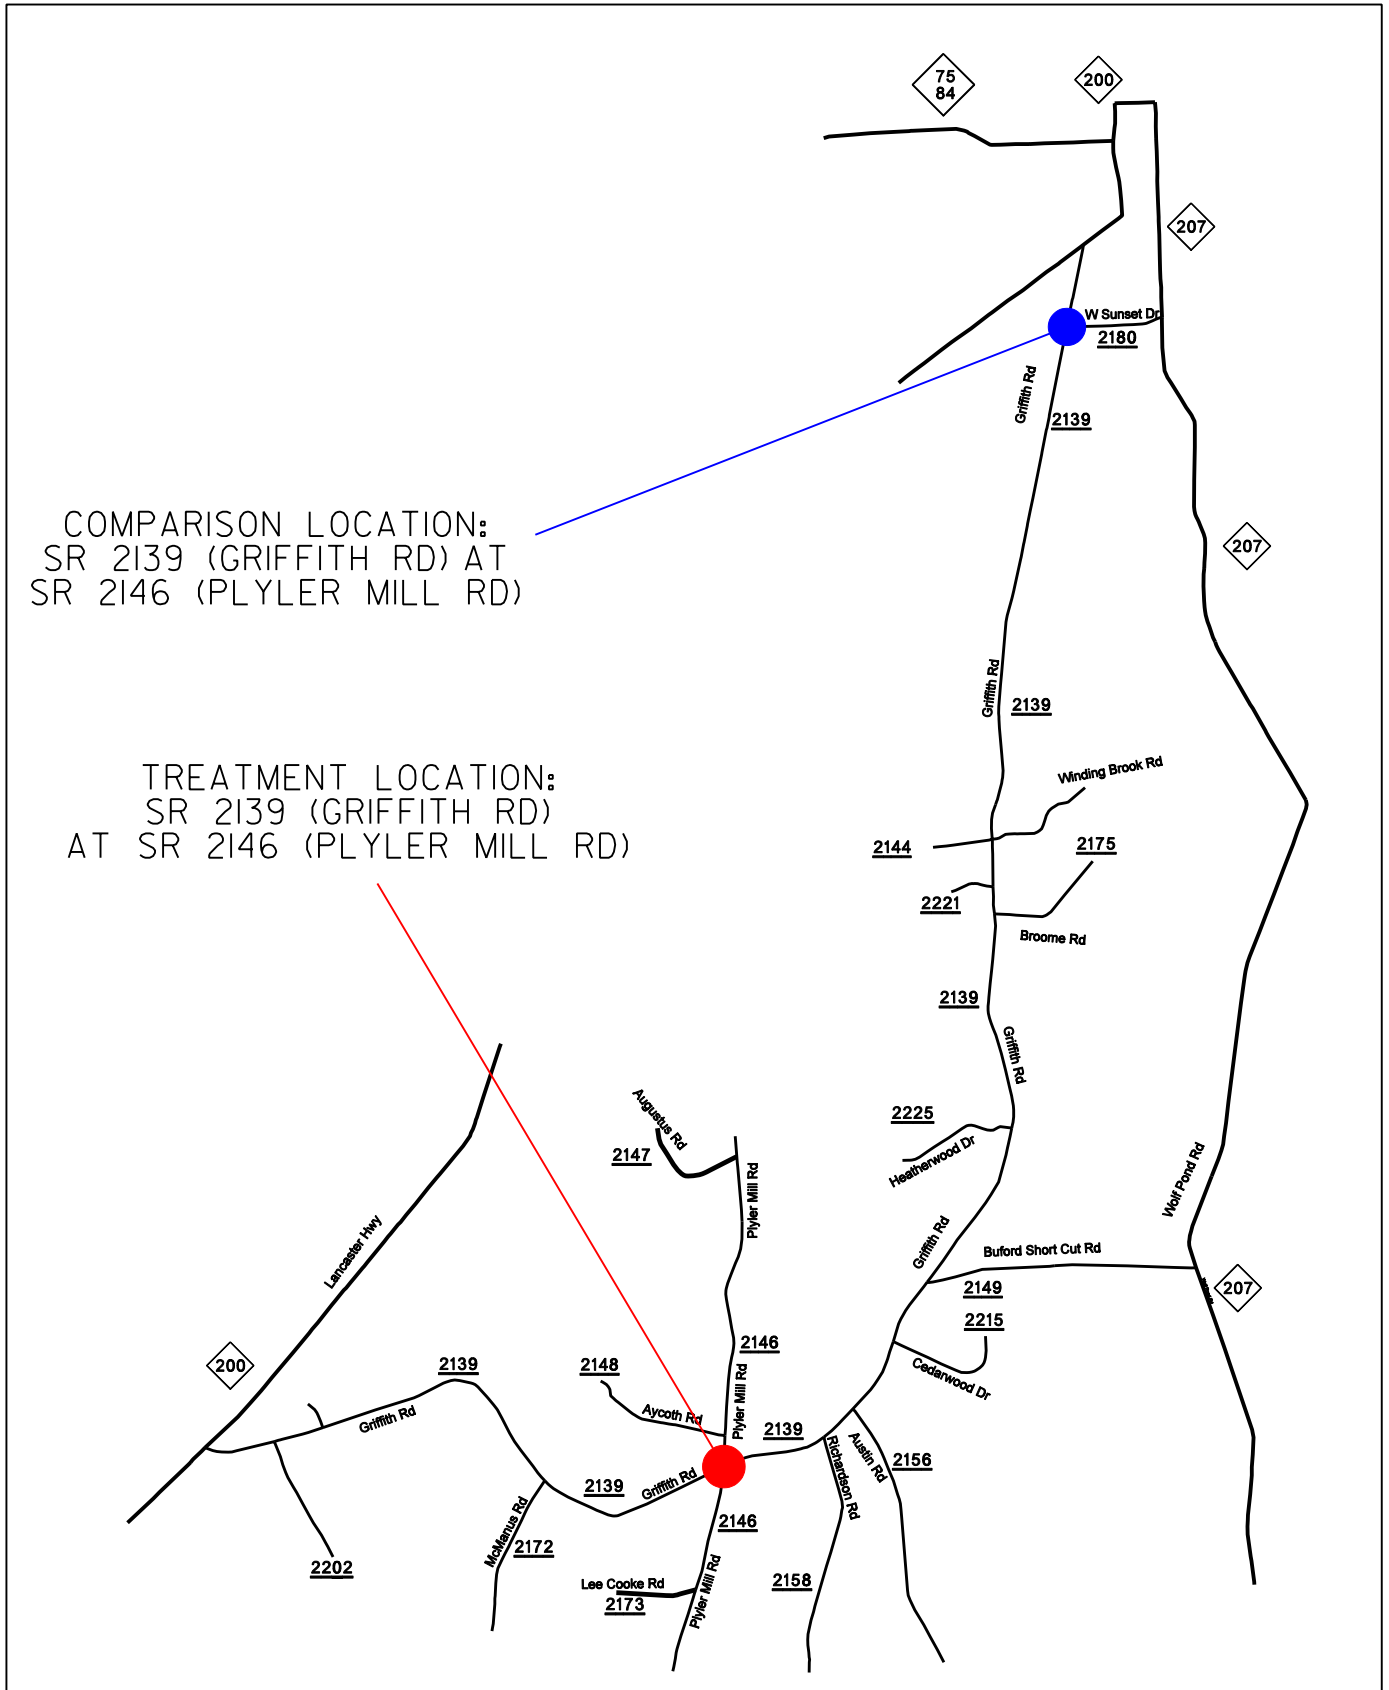 75
84
200
207
W Sunset Dr
2180
Griffith Rd
2139
COMPARISON LOCATION:
SR 2139 (GRIFFITH RD) AT
SR 2146 (PLYLER MILL RD)
207
Griffith Rd
2139
TREATMENT LOCATION:
SR 2139 (GRIFFITH RD)
AT SR 2146 (PLYLER MILL RD)
Winding Brook Rd
2144
2175
2221
Broome Rd
2139
Griffith Rd
Augustus Rd
2147
2225
Heatherwood Dr
Plyler Mill Rd
Wolf Pond Rd
Lancaster Hwy
Griffith Rd
Buford Short Cut Rd
2149
207
2215
200
2139
2148
2146
Cedarwood Dr
Plyler Mill Rd
Griffith Rd
Aycoth Rd
2139
Richardson Rd
Austin Rd
2156
2139
Griffith Rd
2146
McManus Rd
2172
2202
Lee Cooke Rd
2173
Plyler Mill Rd
2158